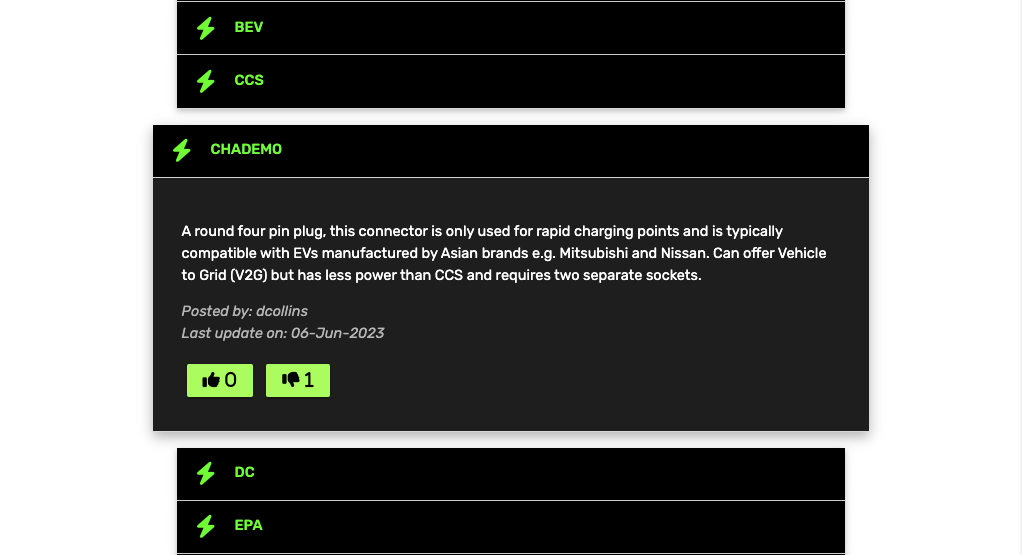 BEV
CCS
CHADEMO
A round four pin plug, this connector is only used for rapid charging points and is typically
compatible with EVs manufactured by Asian brands e.g. Mitsubishi and Nissan. Can offer Vehicle
to Grid (V2G) but has less power than CCS and requires two separate sockets.
Posted by: dcollins
Last update on: 06-Jun-2023
0 1
DC
EPA